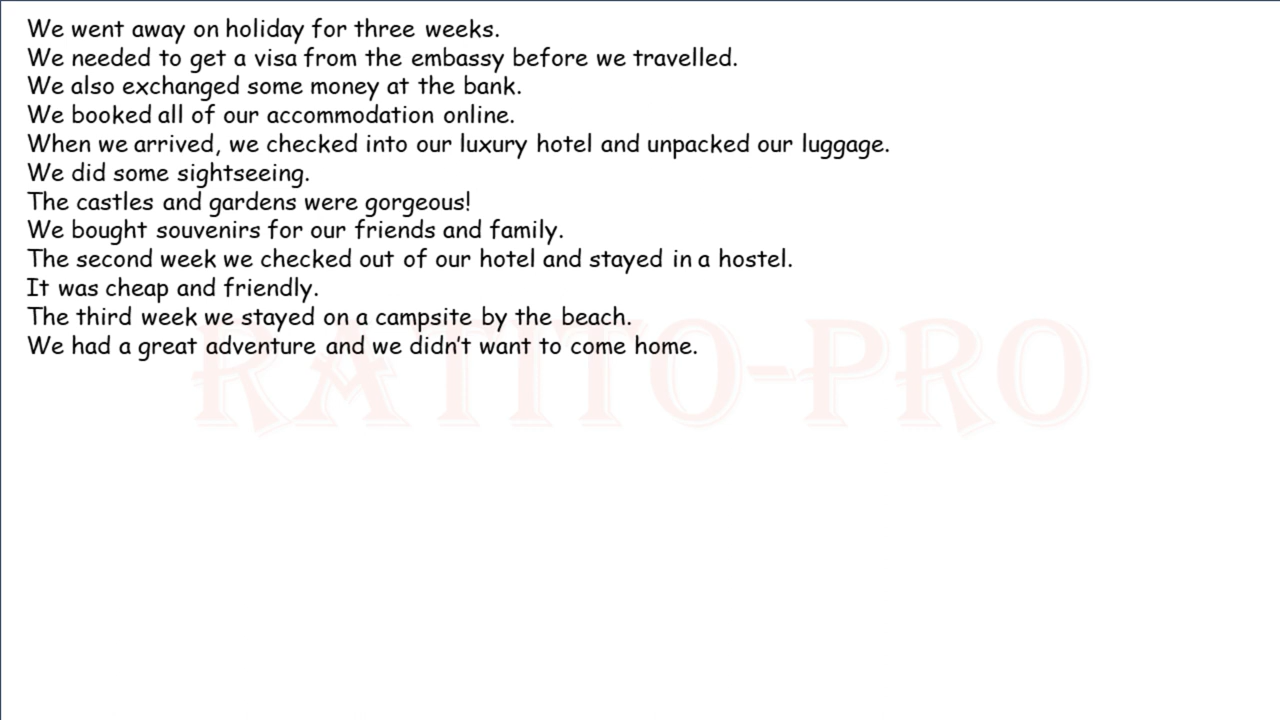 We went away on holiday for three weeks.
We needed to get a visa from the embassy before we travelled.
We also exchanged some money at the bank.
We booked all of our accommodation online.
When we arrived, we checked into our luxury hotel and unpacked our luggage.
We did some sightseeing.
The castles and gardens were gorgeous!
We bought souvenirs for our friends and family.
The second week we checked out of our hotel and stayed in a hostel.
It was cheap and friendly.
The third week we stayed on a campsite by the beach.
We had a great adventure and we didn't want to come home.
RATITO-PRO